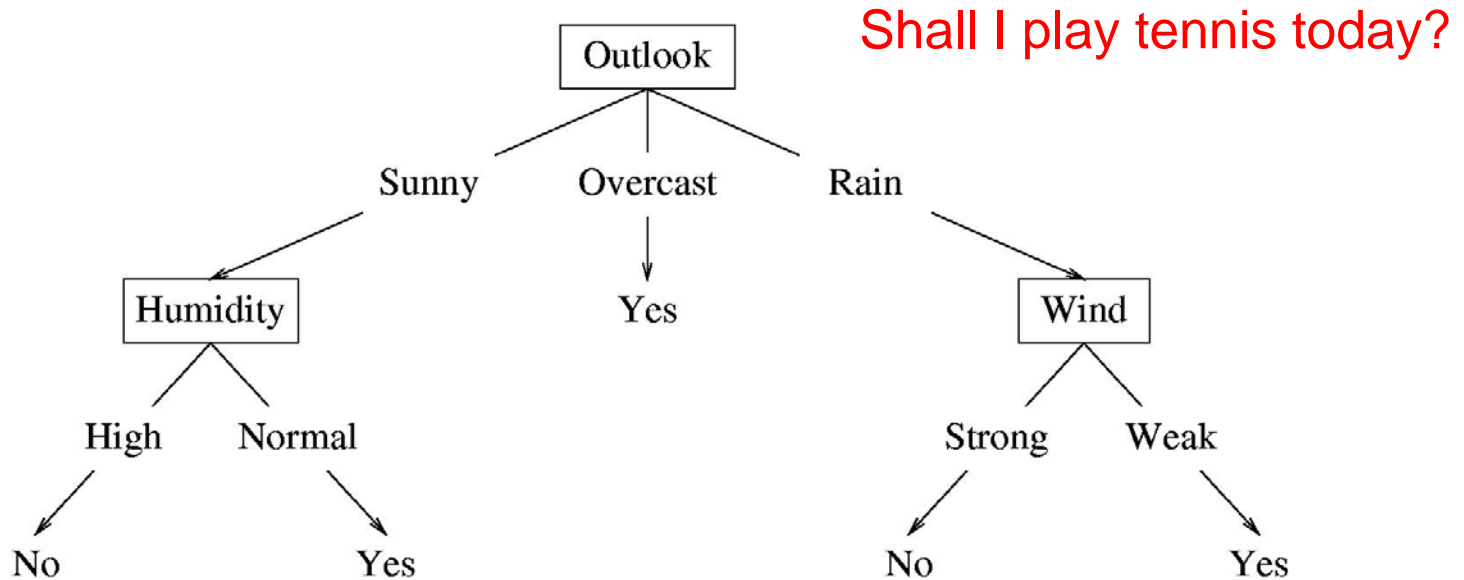 Shall I play tennis today?
Outlook
Sunny Overcast Rain
Humidity Yes Wind
High Normal Strong Weak
No Yes No Yes